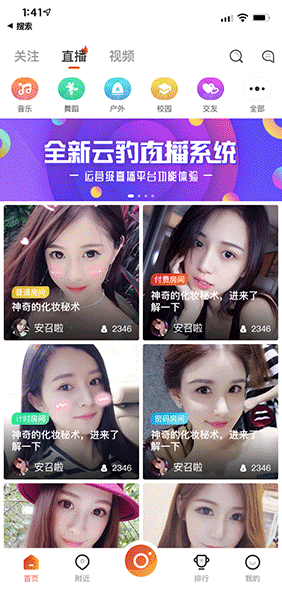 1:41
搜索
关注
直播
视频
音乐
舞蹈
户外
校园
交友
全部
全新云豹直播系统
运营级直播平台功能体验
普通房间
神奇的化妆秘术
安召啦
2346
付费房间
神奇的化妆秘术，进来了
解一下
安召啦
2346
计时房间
神奇的化妆秘术，进来了
解一下
安召啦
2346
密码房间
神奇的化妆秘术，进来了
解一下
安召啦
2346
首页
附近
排行
我的